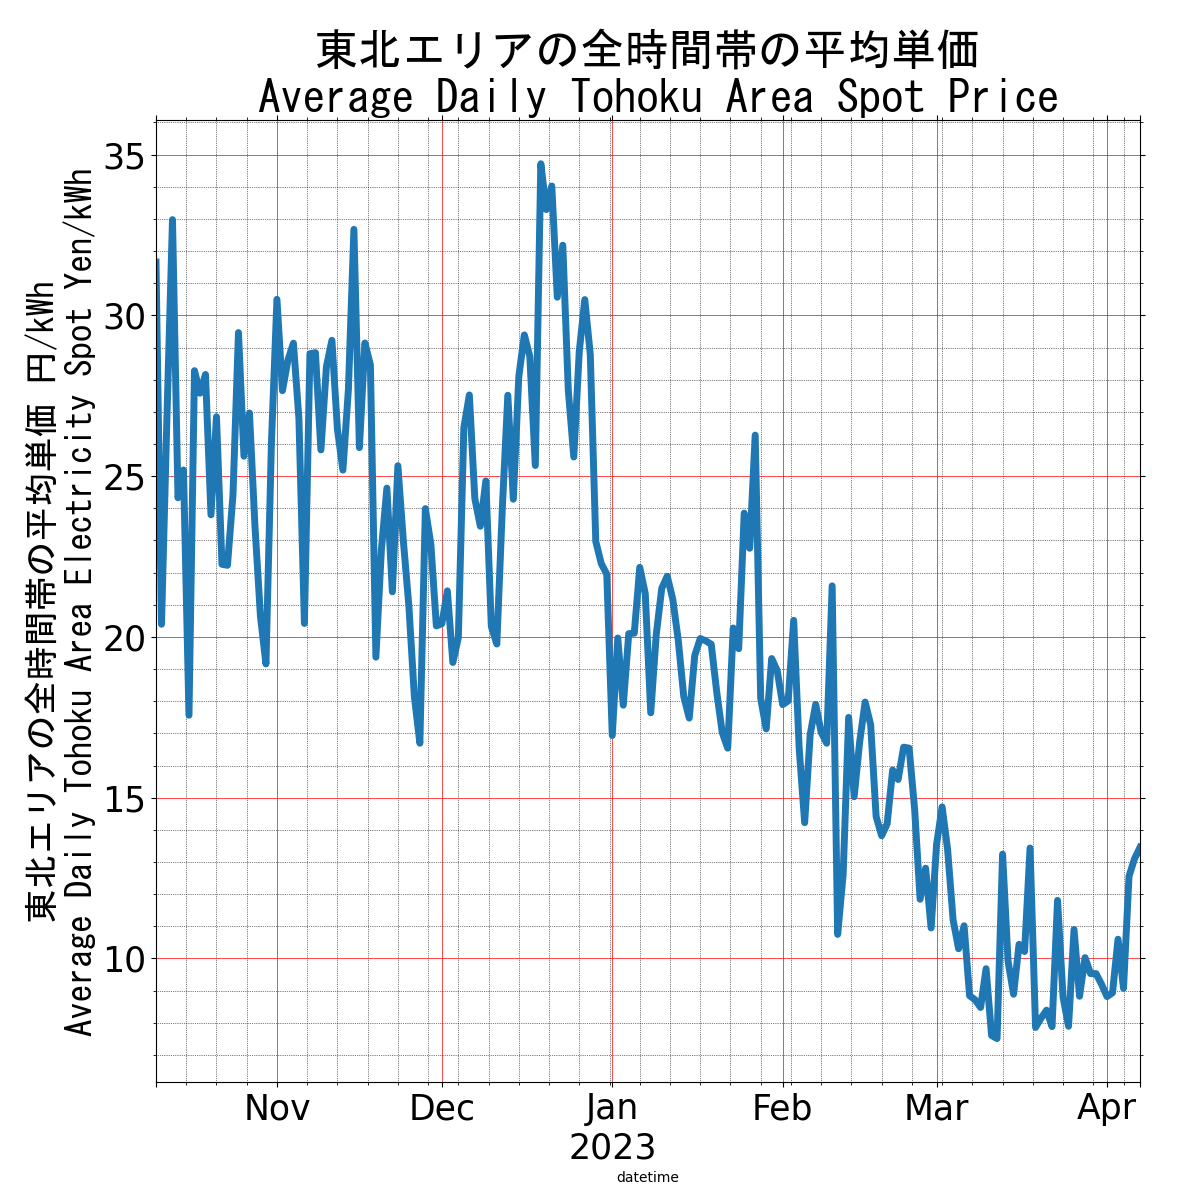 東北エリアの全時間帯の平均単価
Average Daily Tohoku Area Spot Price
東北エリアの全時間帯の平均単価 円/kWh
Average Daily Tohoku Area Electricity Spot Yen/kWh
35
30
25
20
15
10
Nov Dec Jan Feb Mar Apr
2023
datetime